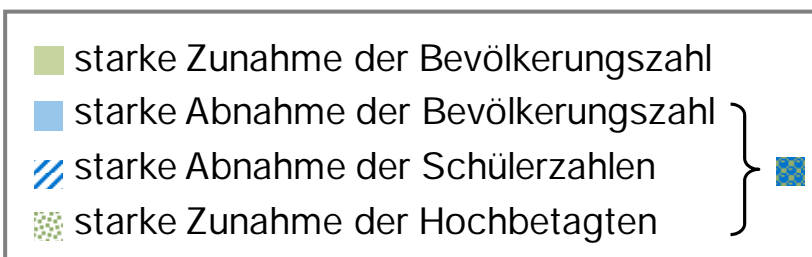 starke Zunahme der Bevölkerungszahl
starke Abnahme der Bevölkerungszahl
starke Abnahme der Schülerzahlen
starke Zunahme der Hochbetagten